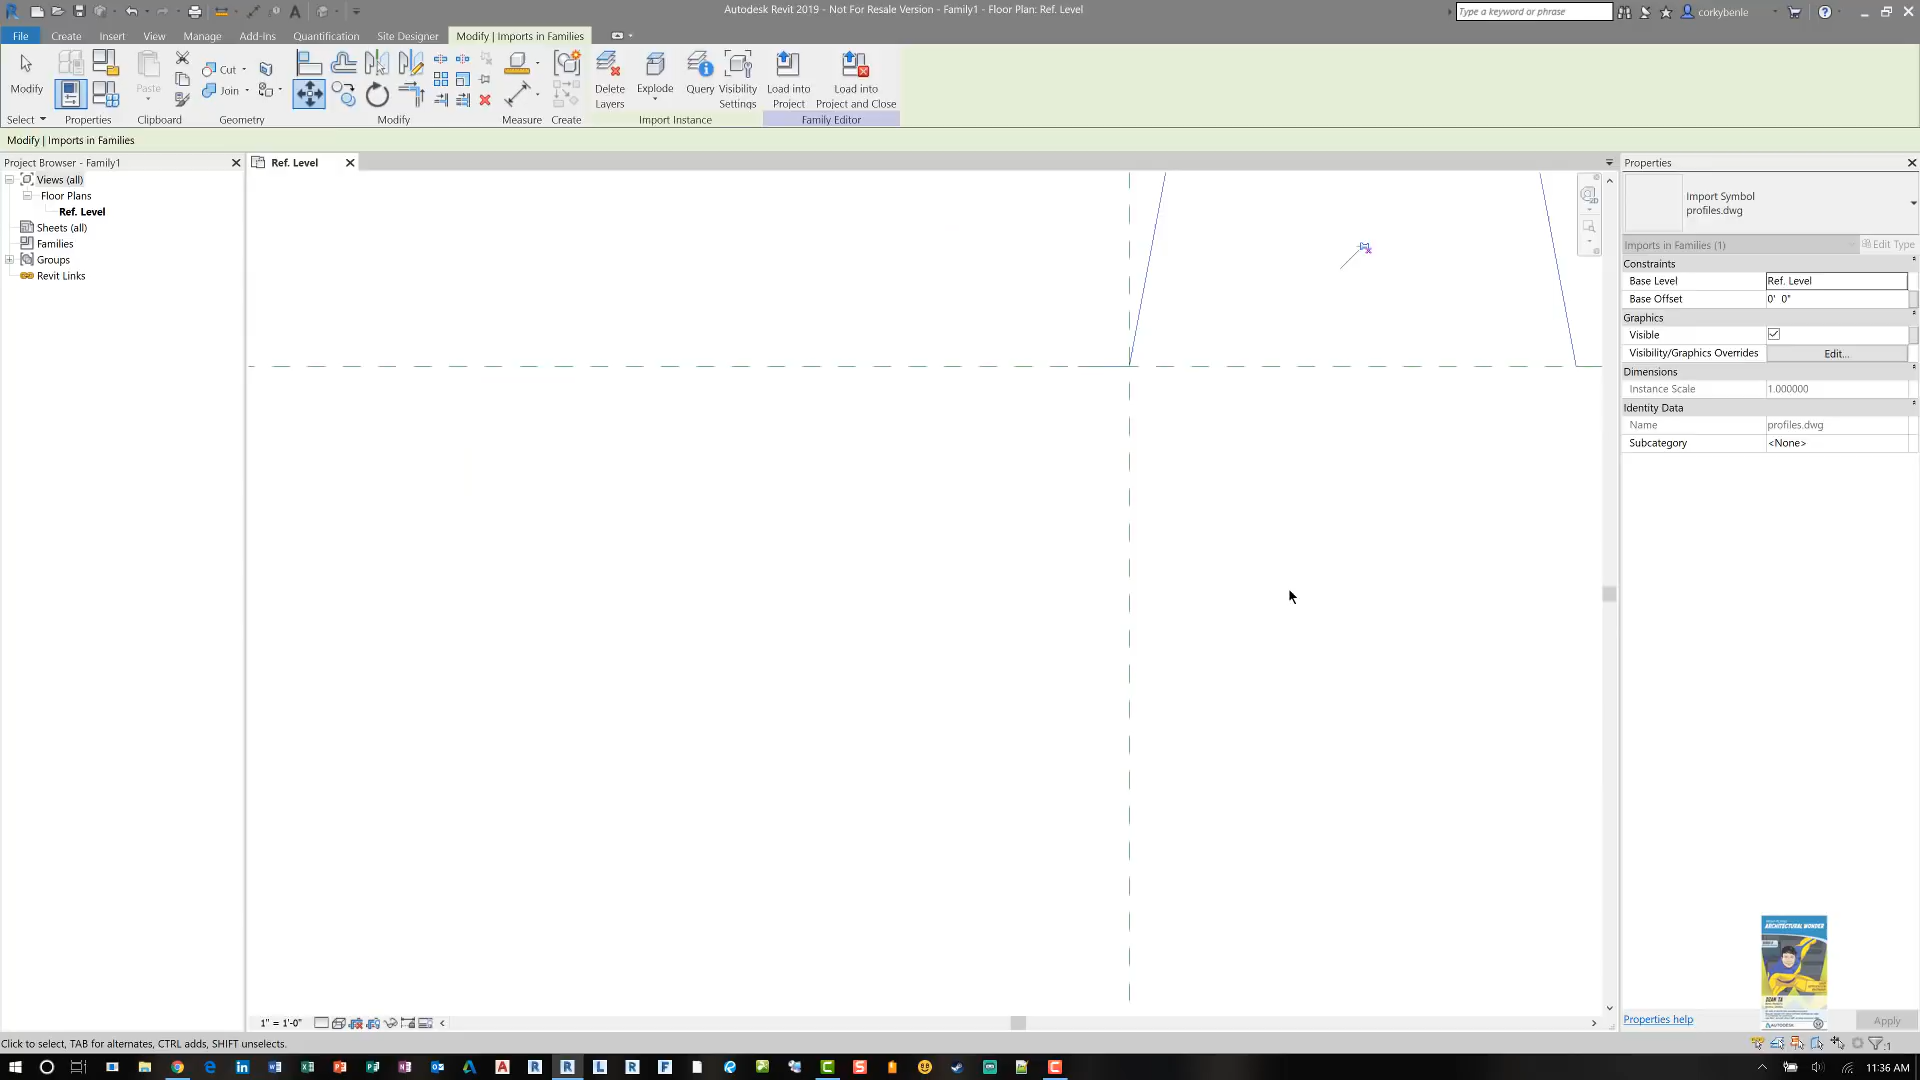 Autodesk Revit 2019 - Not For Resale Version - Family1 - Floor Plan: Ref. Level
Type a keyword or phrase
corkybenle
File Create Insert View Manage Add-Ins Quantification Site Designer Modify | Imports in Families
Modify
Paste
Cut
Join
Delete Layers
Explode
Query
Visibility Settings
Load into Project
Load into Project and Close
Select Properties Clipboard Geometry Modify Measure Create Import Instance Family Editor
Modify | Imports in Families
Project Browser - Family1
Views (all)
Floor Plans
Ref. Level
Sheets (all)
Families
Groups
Revit Links
Ref. Level
Properties
Import Symbol
profiles.dwg
Imports in Families (1)
Edit Type
Constraints
Base Level Ref. Level
Base Offset 0' 0"
Graphics
Visible
Visibility/Graphics Overrides Edit...
Dimensions
Instance Scale 1.000000
Identity Data
Name profiles.dwg
Subcategory <None>
ARCHITECTURAL WONDER
AUTODESK
Properties help
Apply
1" = 1'-0"
Click to select, TAB for alternates, CTRL adds, SHIFT unselects.
:1
11:36 AM